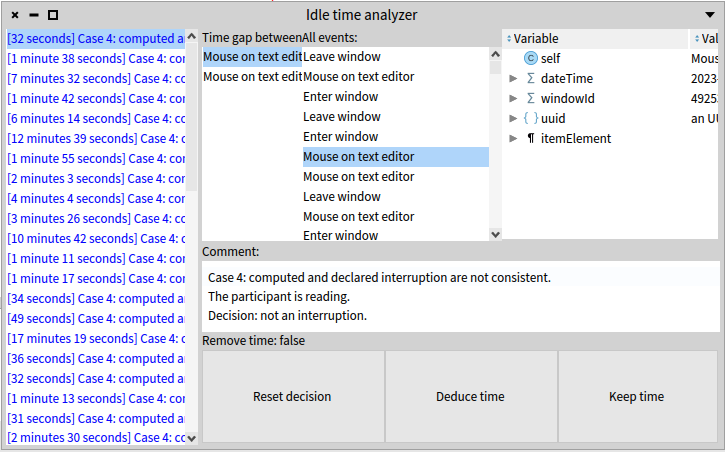 Idle time analyzer
[32 seconds] Case 4: computed a
[1 minute 38 seconds] Case 4: cor
[7 minutes 32 seconds] Case 4: co
[1 minute 42 seconds] Case 4: cor
[6 minutes 14 seconds] Case 4: co
[12 minutes 39 seconds] Case 4: c
[1 minute 55 seconds] Case 4: cor
[2 minutes 3 seconds] Case 4: com
[4 minutes 4 seconds] Case 4: com
[3 minutes 26 seconds] Case 4: co
[10 minutes 42 seconds] Case 4: c
[1 minute 11 seconds] Case 4: cor
[1 minute 17 seconds] Case 4: cor
[34 seconds] Case 4: computed a
[49 seconds] Case 4: computed a
[17 minutes 19 seconds] Case 4: c
[36 seconds] Case 4: computed a
[32 seconds] Case 4: computed a
[1 minute 13 seconds] Case 4: cor
[31 seconds] Case 4: computed a
[2 minutes 30 seconds] Case 4: co
Time gap between
Mouse on text edit
Mouse on text edit
All events:
Leave window
Mouse on text editor
Enter window
Leave window
Enter window
Mouse on text editor
Mouse on text editor
Leave window
Mouse on text editor
Enter window
Variable Val
self Mous
dateTime 2023-
windowId 4925
uuid an UU
itemElement
Comment:
Case 4: computed and declared interruption are not consistent.
The participant is reading.
Decision: not an interruption.
Remove time: false
Reset decision Deduce time Keep time